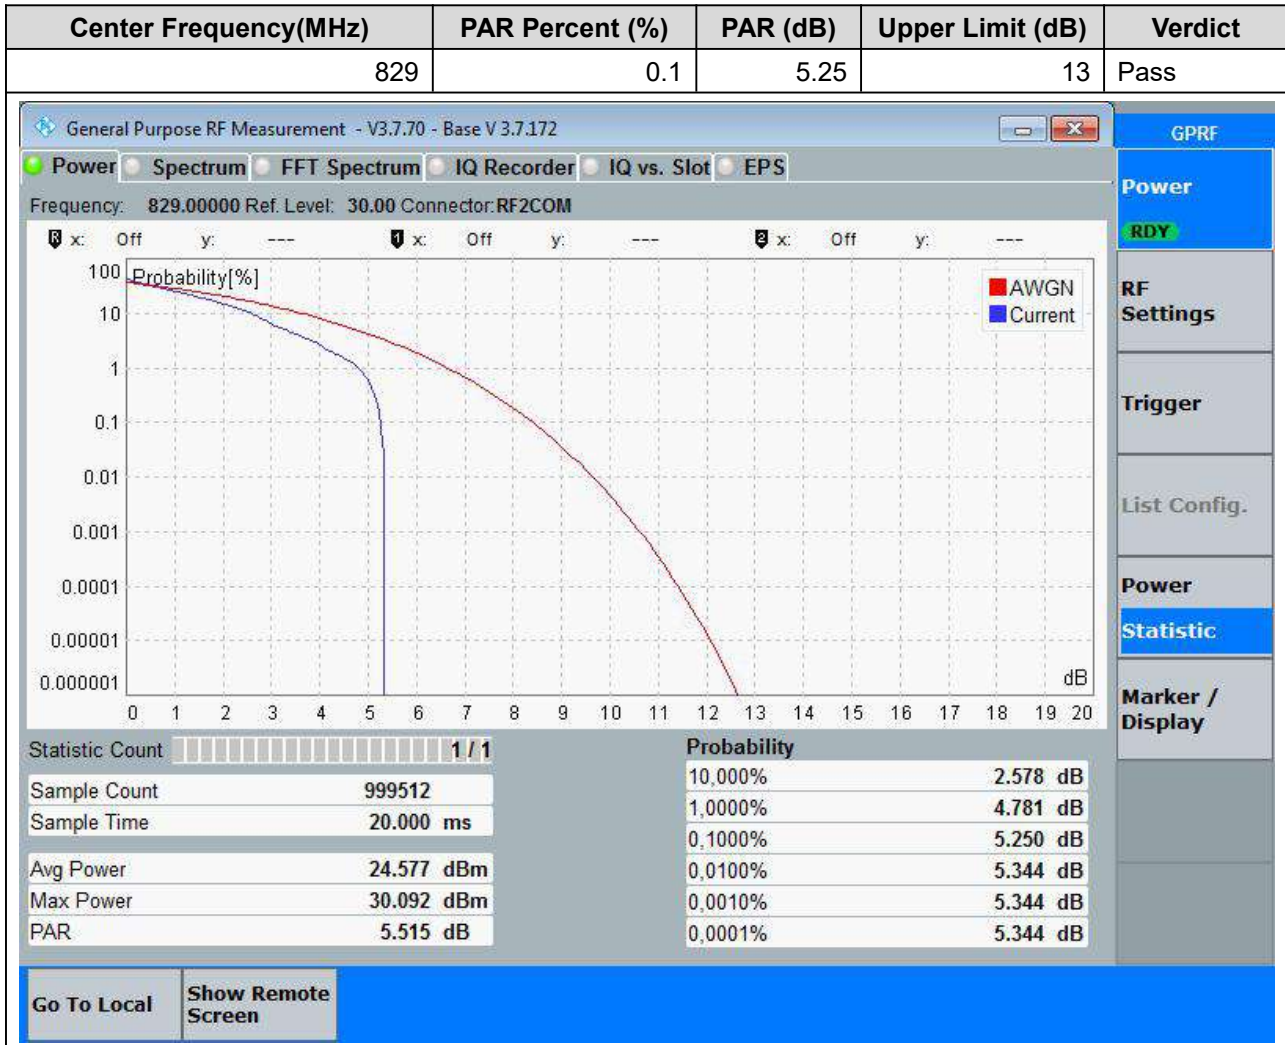 Center Frequency(MHz) PAR Percent (%) PAR (dB) Upper Limit (dB) Verdict
829 0.1 5.25 13 Pass
General Purpose RF Measurement - V3.7.70 - Base V 3.7.172
GPRF
Power Spectrum FFT Spectrum IQ Recorder IQ vs. Slot EPS
Frequency: 829.00000 Ref. Level: 30.00 Connector:RF2COM
R x: Off y: --- 1 x: Off y: --- 2 x: Off y: ---
Probability[%]
AWGN
Current
100
10
1
0.1
0.01
0.001
0.0001
0.00001
0.000001
dB
0 1 2 3 4 5 6 7 8 9 10 11 12 13 14 15 16 17 18 19 20
Statistic Count 1 / 1
Sample Count 999512
Sample Time 20.000 ms
Avg Power 24.577 dBm
Max Power 30.092 dBm
PAR 5.515 dB
Probability
10,000% 2.578 dB
1,0000% 4.781 dB
0,1000% 5.250 dB
0,0100% 5.344 dB
0,0010% 5.344 dB
0,0001% 5.344 dB
Power
RDY
RF
Settings
Trigger
List Config.
Power
Statistic
Marker /
Display
Go To Local
Show Remote
Screen